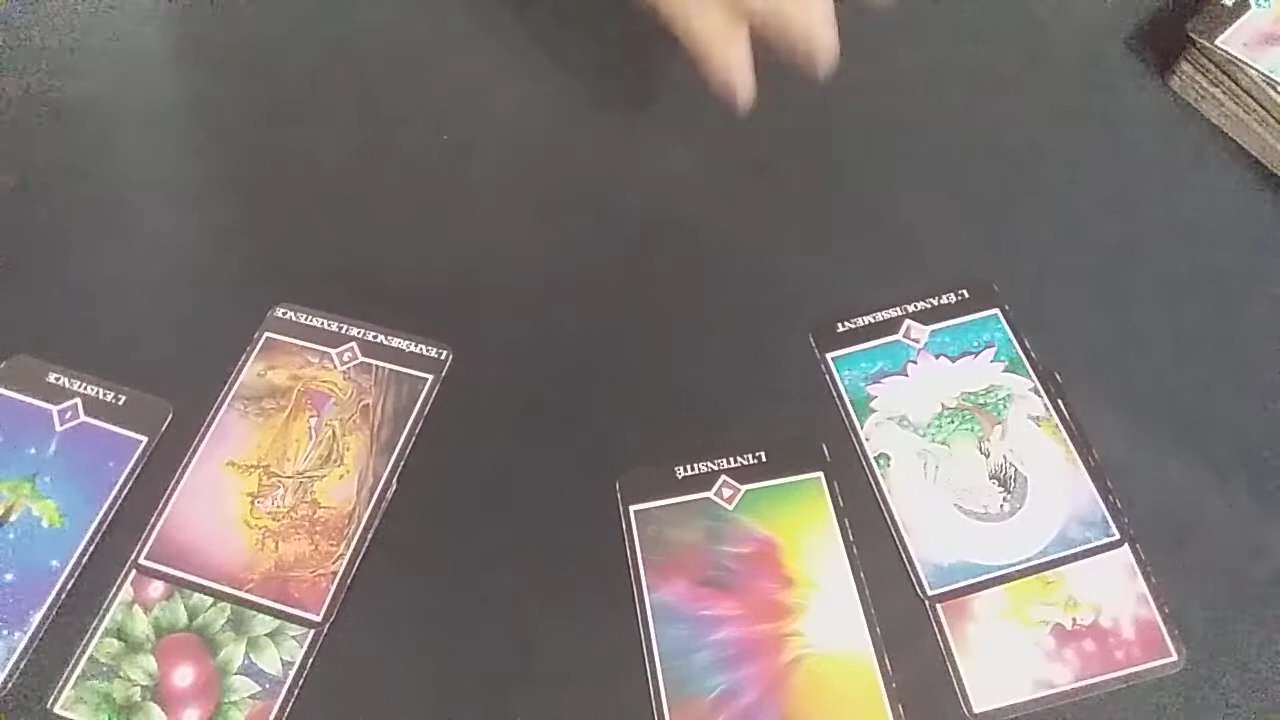 L'EXISTENCE
L'EXPÉRIENCE DE L'EXISTENCE
L'INTENSITÉ
L'ÉPANOUISSEMENT